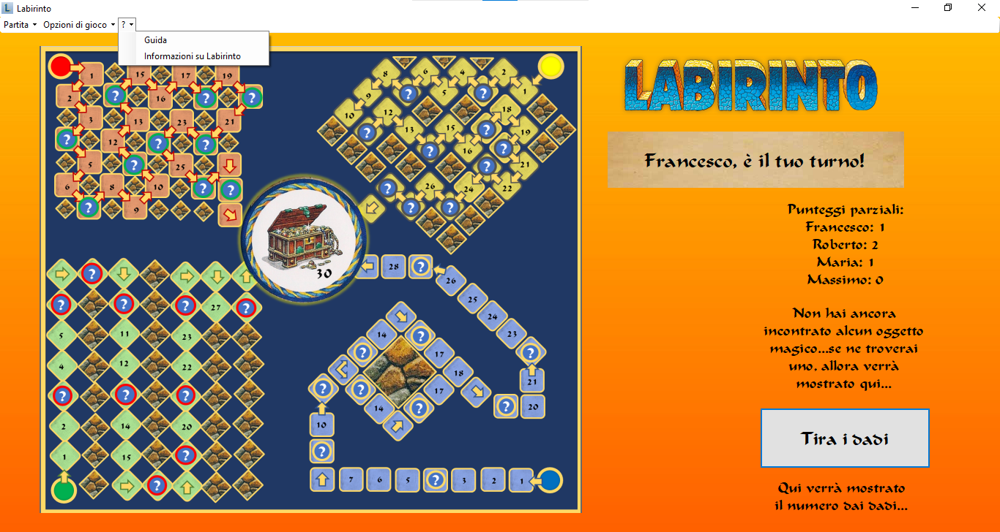 Labirinto
Partita Opzioni di gioco ?
Guida
Informazioni su Labirinto
LABIRINTO
Francesco, è il tuo turno!
Punteggi parziali:
Francesco: 1
Roberto: 2
Maria: 1
Massimo: 0
Non hai ancora
incontrato alcun oggetto
magico...se ne troverai
uno, allora verrà
mostrato qui...
Tira i dadi
Qui verrà mostrato
il numero dai dadi...
1 15 17 19
2 ? 16 ? ?
3 13 23 21
? 12 ? ?
5 ? 25
6 8 10 ? ?
? 9
8 6 4 2
9 ? 5 ? 1
10 12 18
? 13 15 ? 19
? 16 ? 21
? 26 24 22
? ?
30
?
? ? ? 27 ?
5 11 23
4 12 22
? ? ?
2 14 20
1 15 ?
?
28 ? 26
25
24
23
?
21
20 ?
14 ? 17
? 18
? ? 17
14 ?
10
?
7 6 5 ? 3 2 1